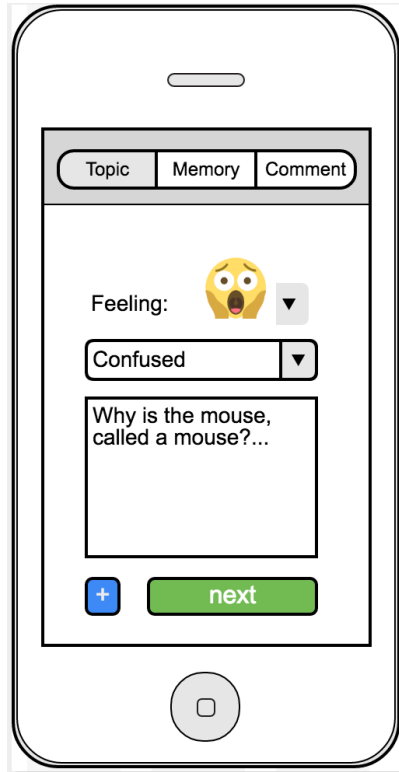 Topic Memory Comment
Feeling:
Confused
Why is the mouse,
called a mouse?...
+ next